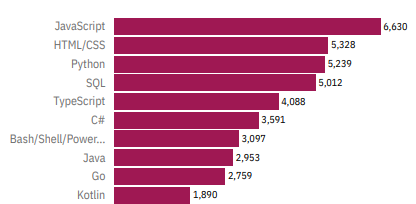 JavaScript 6,630
HTML/CSS 5,328
Python 5,239
SQL 5,012
TypeScript 4,088
C# 3,591
Bash/Shell/Power... 3,097
Java 2,953
Go 2,759
Kotlin 1,890